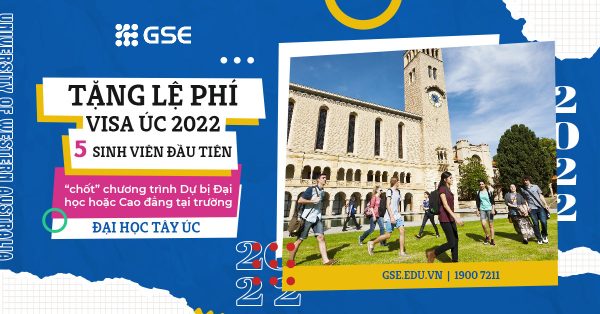 UNIVERSITY OF WESTERN AUSTRALIA
GSE
TẶNG LỆ PHÍ
VISA ÚC 2022
5 SINH VIÊN ĐẦU TIÊN
“chốt” chương trình Dự bị Đại
học hoặc Cao đẳng tại trường
ĐẠI HỌC TÂY ÚC
2022
2022
GSE.EDU.VN | 1900 7211